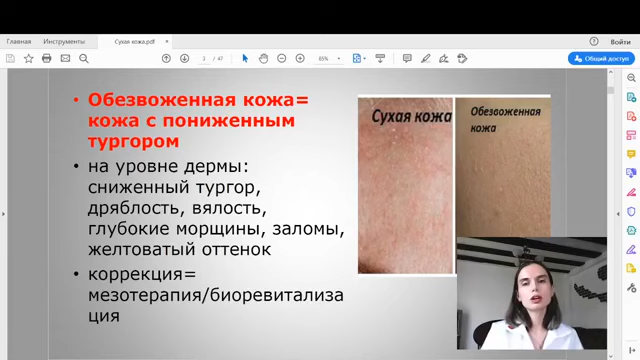 Главная Инструменты Сухая кожа.pdf × Войти
3 / 47 65% Общий доступ
• Обезвоженная кожа=
кожа с пониженным
тургором
• на уровне дермы:
сниженный тургор,
дряблость, вялость,
глубокие морщины, заломы,
желтоватый оттенок
• коррекция=
мезотерапия/биоревитализа
ция
Сухая кожа
Обезвоженная
кожа